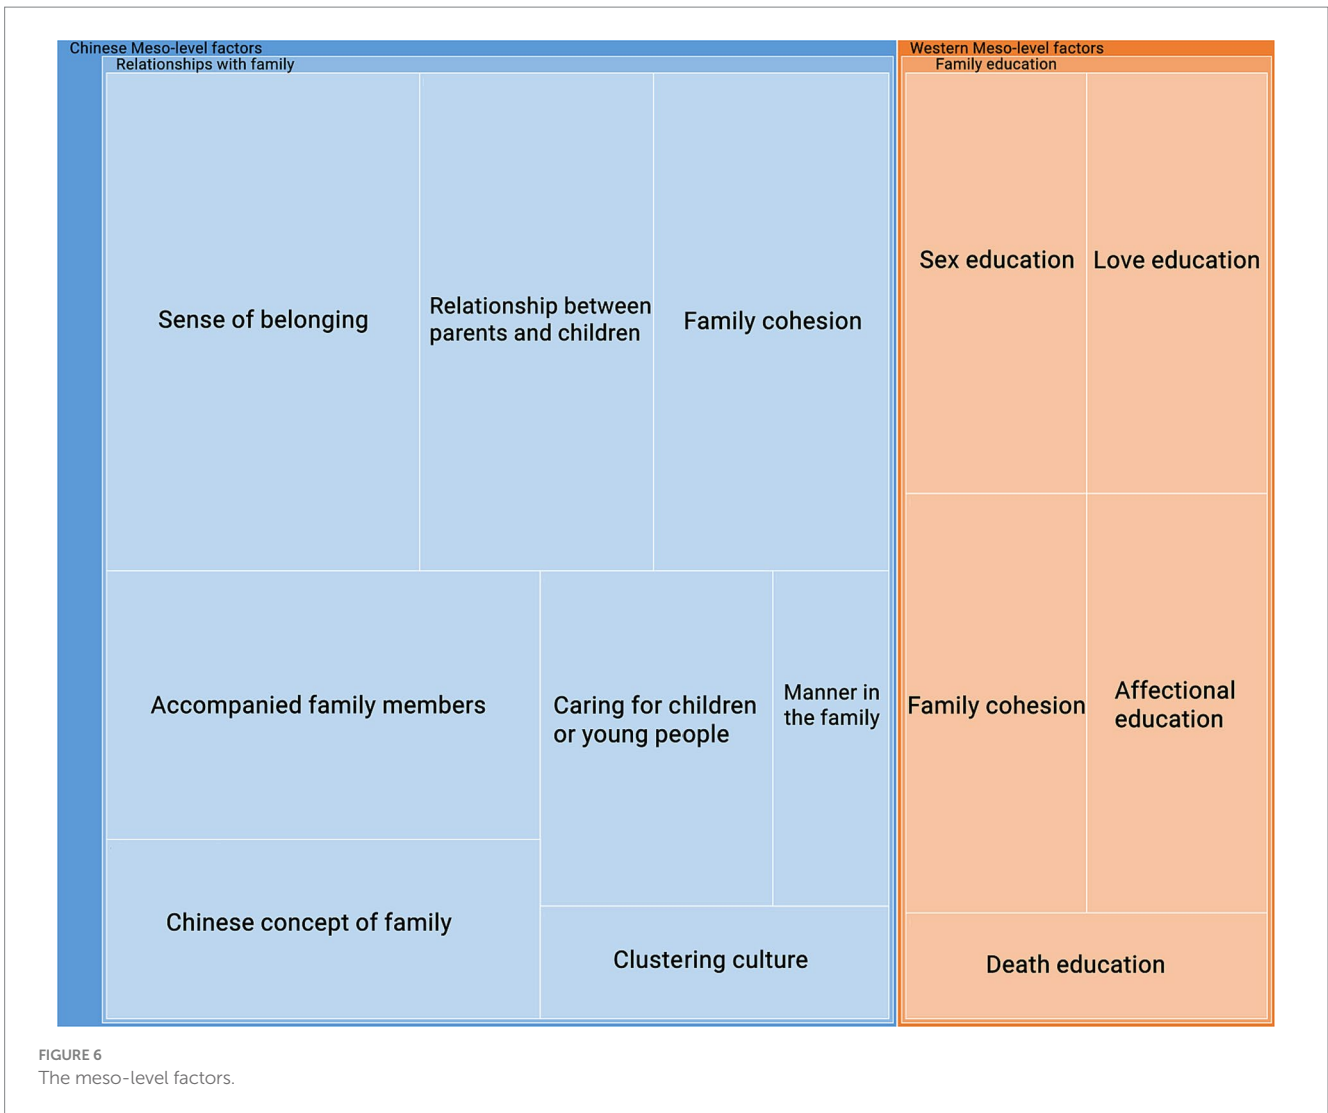 Chinese Meso-level factors
Relationships with family
Sense of belonging
Relationship between
parents and children
Family cohesion
Accompanied family members
Caring for children
or young people
Manner in
the family
Chinese concept of family
Clustering culture
Western Meso-level factors
Family education
Sex education
Love education
Family cohesion
Affectional
education
Death education
FIGURE 6
The meso-level factors.